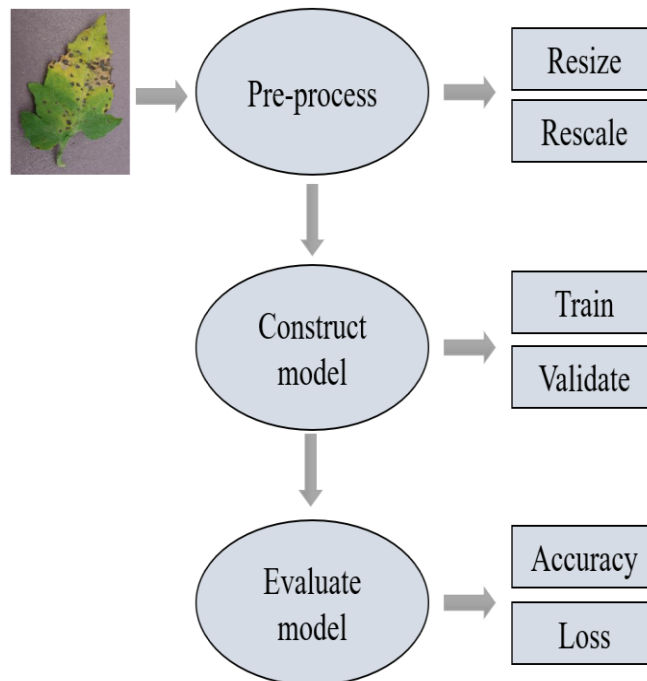 Pre-process
Resize
Rescale
Construct
model
Train
Validate
Evaluate
model
Accuracy
Loss